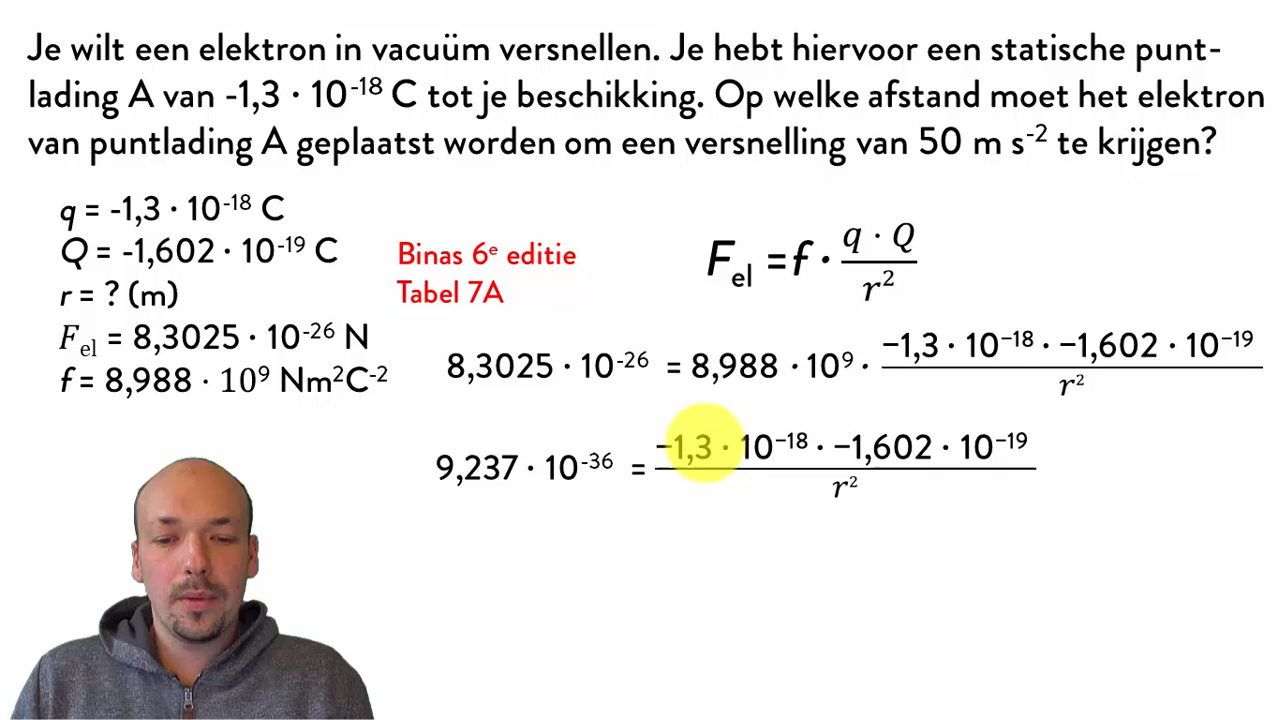 Je wilt een elektron in vacuüm versnellen. Je hebt hiervoor een statische punt-
lading A van -1,3 · 10⁻¹⁸ C tot je beschikking. Op welke afstand moet het elektron
van puntlading A geplaatst worden om een versnelling van 50 m s⁻² te krijgen?
q = -1,3 · 10⁻¹⁸ C
Q = -1,602 · 10⁻¹⁹ C
r = ? (m)
Fel = 8,3025 · 10⁻²⁶ N
f = 8,988 · 10⁹ Nm²C⁻²
Binas 6ᵉ editie
Tabel 7A
Fel = f · (q · Q)/r²
8,3025 · 10⁻²⁶ = 8,988 · 10⁹ · (−1,3 · 10⁻¹⁸ · −1,602 · 10⁻¹⁹)/r²
9,237 · 10⁻³⁶ = (−1,3 · 10⁻¹⁸ · −1,602 · 10⁻¹⁹)/r²